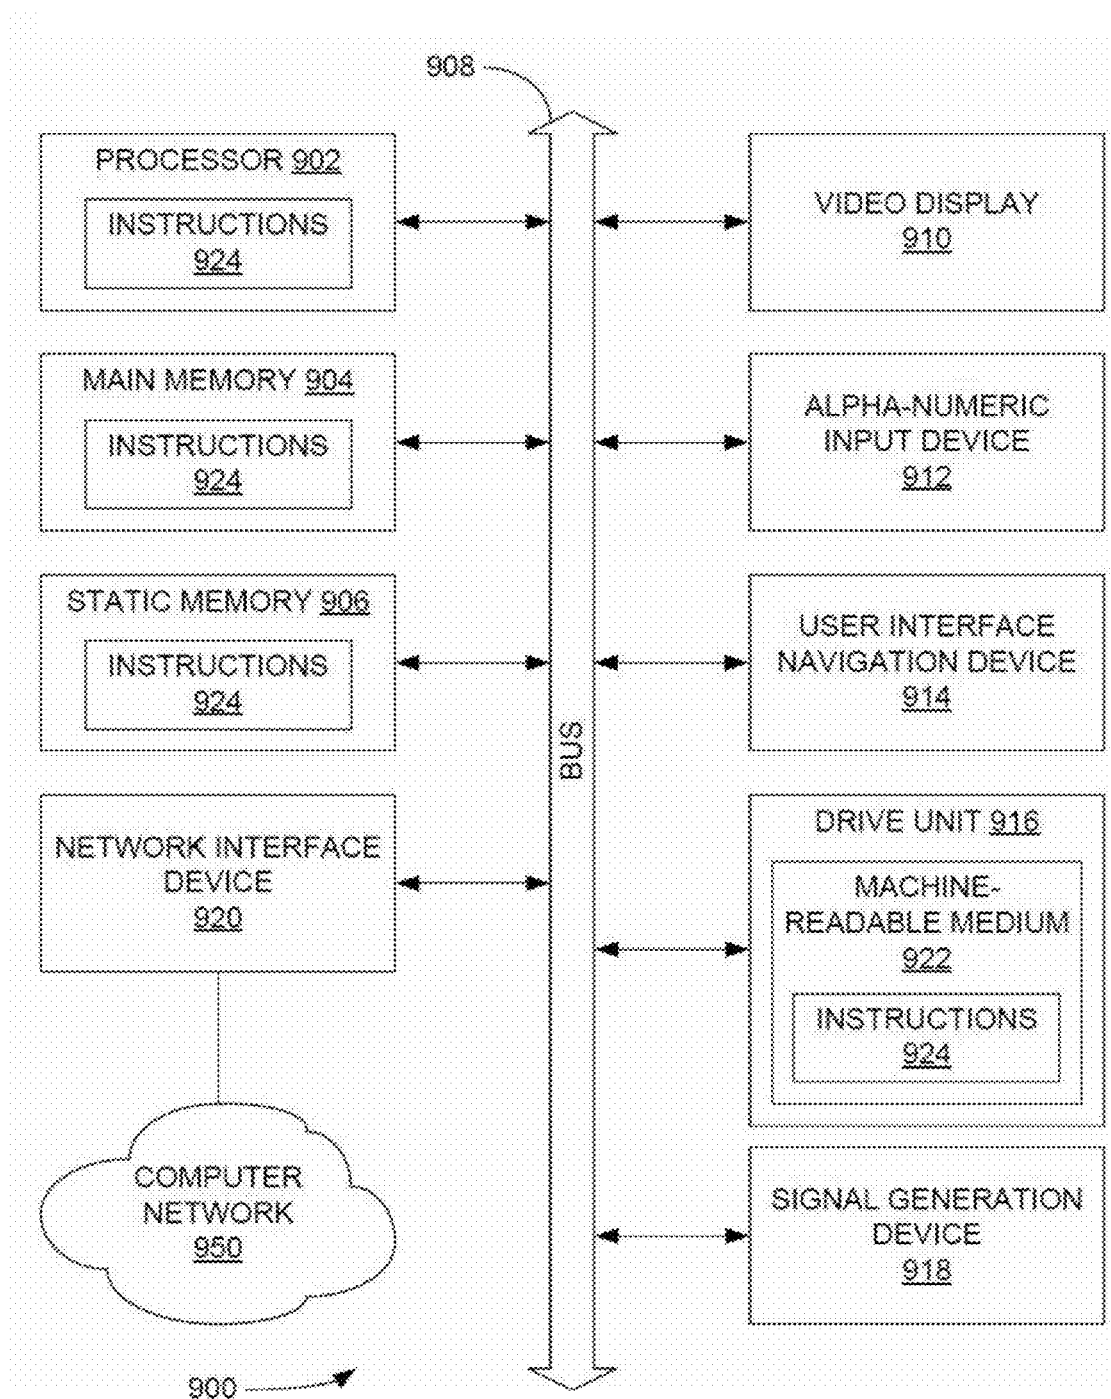 908
PROCESSOR 902
INSTRUCTIONS
924
MAIN MEMORY 904
INSTRUCTIONS
924
STATIC MEMORY 906
INSTRUCTIONS
924
NETWORK INTERFACE
DEVICE
920
COMPUTER
NETWORK
950
900
BUS
VIDEO DISPLAY
910
ALPHA-NUMERIC
INPUT DEVICE
912
USER INTERFACE
NAVIGATION DEVICE
914
DRIVE UNIT 916
MACHINE-
READABLE MEDIUM
922
INSTRUCTIONS
924
SIGNAL GENERATION
DEVICE
918